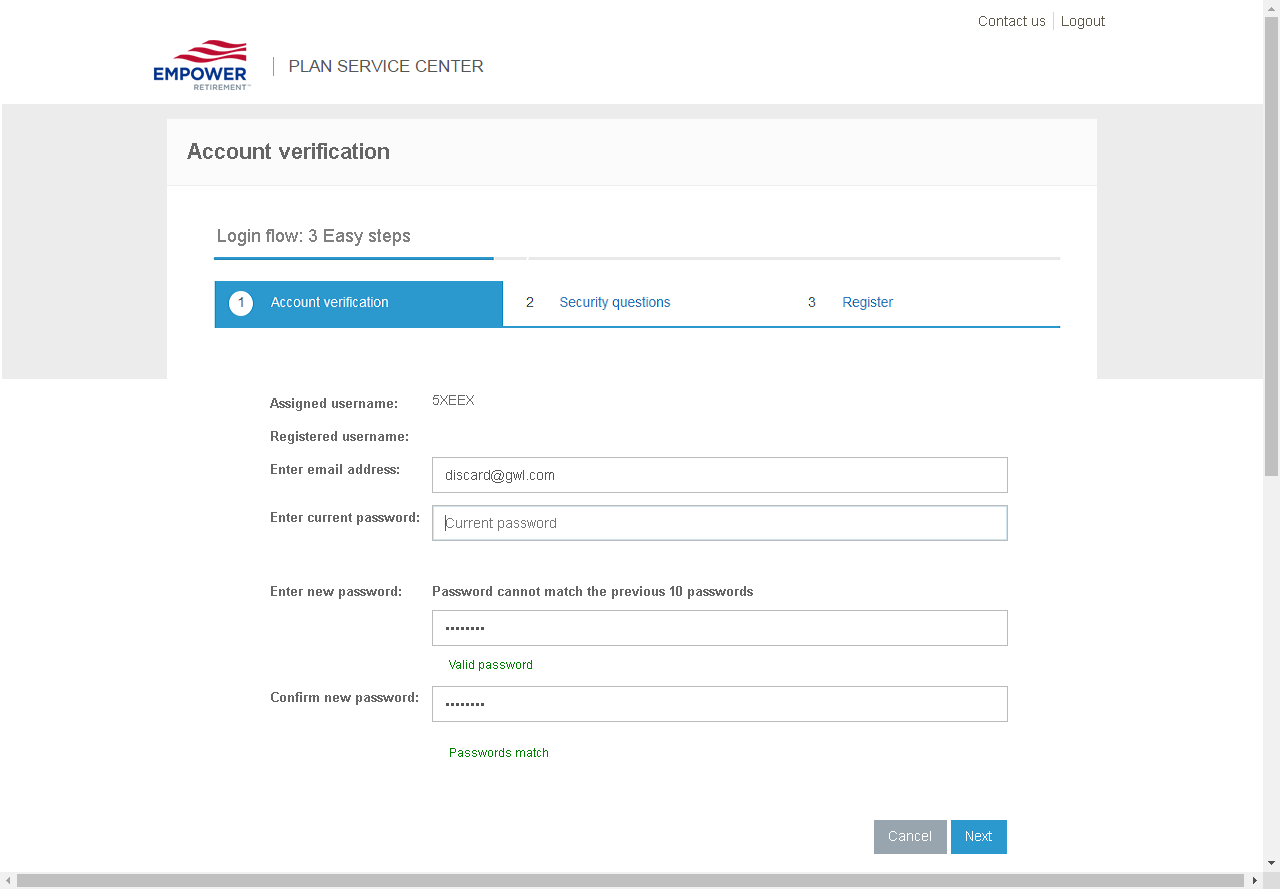 Contact us Logout
EMPOWER
RETIREMENT™
PLAN SERVICE CENTER
Account verification
Login flow: 3 Easy steps
1 Account verification 2 Security questions 3 Register
Assigned username: 5XEEX
Registered username:
Enter email address: discard@gwl.com
Enter current password: Current password
Enter new password: Password cannot match the previous 10 passwords
••••••••
Valid password
Confirm new password: ••••••••
Passwords match
Cancel Next